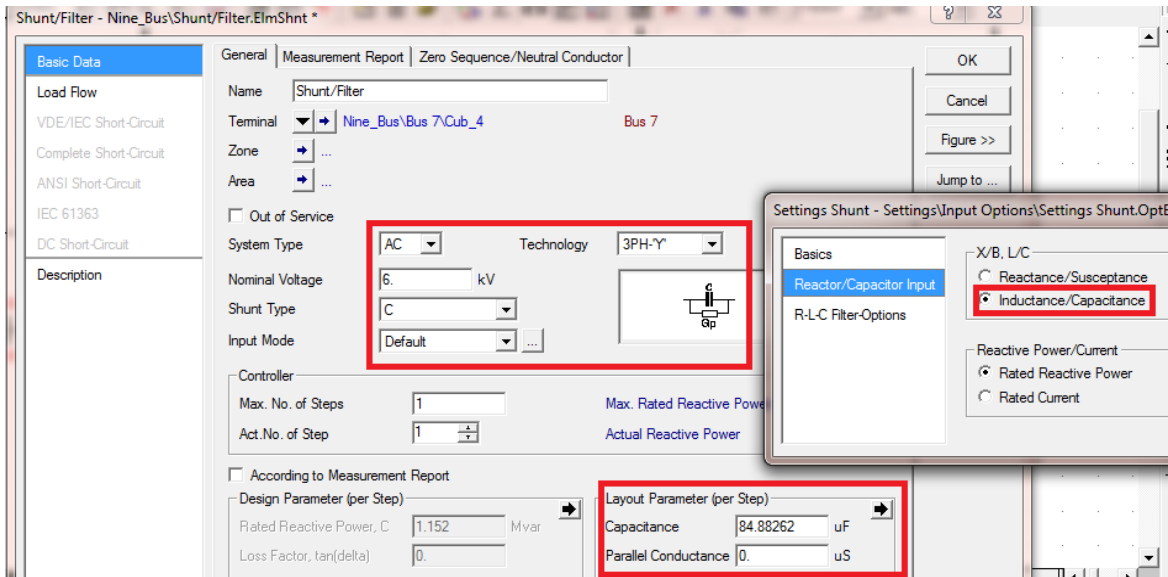 Shunt/Filter - Nine_Bus\Shunt/Filter.ElmShnt *
Basic Data
Load Flow
VDE/IEC Short-Circuit
Complete Short-Circuit
ANSI Short-Circuit
IEC 61363
DC Short-Circuit
Description
General Measurement Report Zero Sequence/Neutral Conductor
Name Shunt/Filter
Terminal Nine_Bus\Bus 7\Cub_4 Bus 7
Zone ...
Area ...
Out of Service
System Type AC Technology 3PH-'Y'
Nominal Voltage 6. kV
Shunt Type C
Input Mode Default ...
C
Gp
Controller
Max. No. of Steps 1 Max. Rated Reactive Powe
Act.No. of Step 1 Actual Reactive Power
According to Measurement Report
Design Parameter (per Step)
Rated Reactive Power, C 1.152 Mvar
Loss Factor, tan(delta) 0.
Layout Parameter (per Step)
Capacitance 84.88262 uF
Parallel Conductance 0. uS
OK
Cancel
Figure >>
Jump to ...
Settings Shunt - Settings\Input Options\Settings Shunt.OptE
Basics
Reactor/Capacitor Input
R-L-C Filter-Options
X/B, L/C
Reactance/Susceptance
Inductance/Capacitance
Reactive Power/Current
Rated Reactive Power
Rated Current